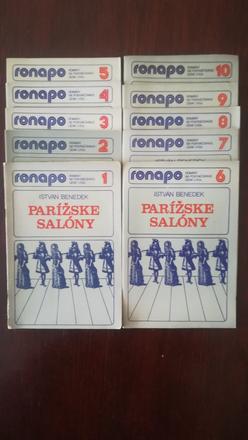 ronapo
5
ronapo
4
ronapo
3
ronapo
2
ronapo
1
ISTVÁN BENEDEK
PARÍŽSKE
SALÓNY
ronapo
10
ronapo
9
ronapo
8
ronapo
7
ronapo
6
ISTVÁN BENEDEK
PARÍŽSKE
SALÓNY